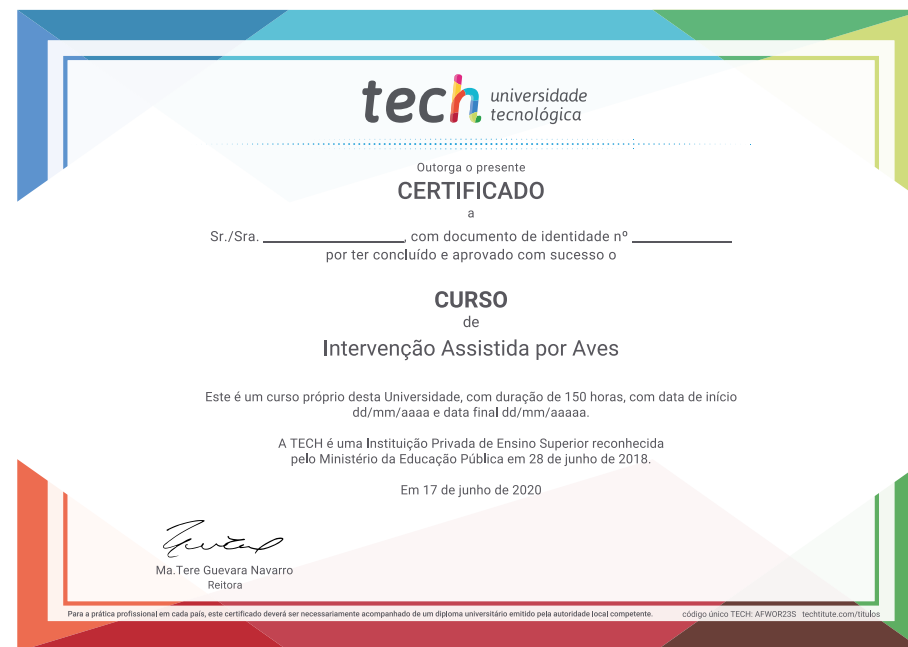 tech universidade
tecnológica
Outorga o presente
CERTIFICADO
a
Sr./Sra. ____________, com documento de identidade nº ____________
por ter concluído e aprovado com sucesso o
CURSO
de
Intervenção Assistida por Aves
Este é um curso próprio desta Universidade, com duração de 150 horas, com data de início
dd/mm/aaaa e data final dd/mm/aaaaa.
A TECH é uma Instituição Privada de Ensino Superior reconhecida
pelo Ministério da Educação Pública em 28 de junho de 2018.
Em 17 de junho de 2020
Ma.Tere Guevara Navarro
Reitora
Para a prática profissional em cada país, este certificado deverá ser necessariamente acompanhado de um diploma universitário emitido pela autoridade local competente. código único TECH: AFWOR23S techtitute.com/titulos